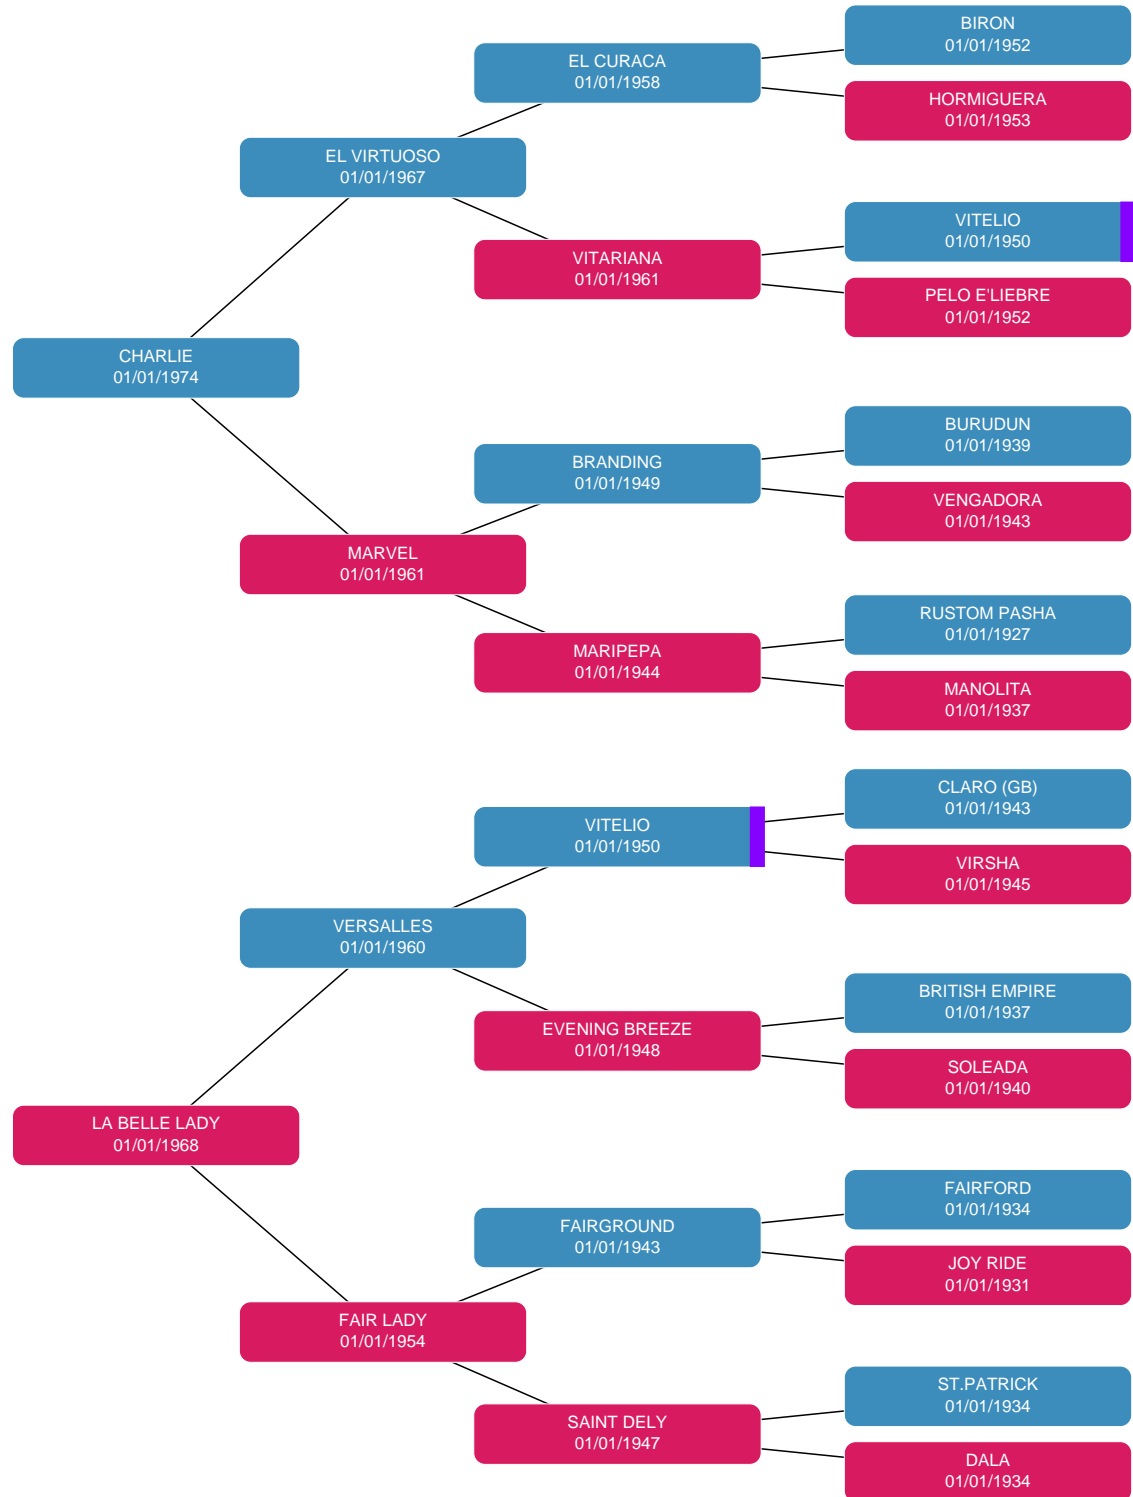 BIRON
01/01/1952
EL CURACA
01/01/1958
HORMIGUERA
01/01/1953
EL VIRTUOSO
01/01/1967
VITELIO
01/01/1950
VITARIANA
01/01/1961
PELO E'LIEBRE
01/01/1952
CHARLIE
01/01/1974
BURUDUN
01/01/1939
BRANDING
01/01/1949
VENGADORA
01/01/1943
MARVEL
01/01/1961
RUSTOM PASHA
01/01/1927
MARIPEPA
01/01/1944
MANOLITA
01/01/1937
CLARO (GB)
01/01/1943
VITELIO
01/01/1950
VIRSHA
01/01/1945
VERSALLES
01/01/1960
BRITISH EMPIRE
01/01/1937
EVENING BREEZE
01/01/1948
SOLEADA
01/01/1940
LA BELLE LADY
01/01/1968
FAIRFORD
01/01/1934
FAIRGROUND
01/01/1943
JOY RIDE
01/01/1931
FAIR LADY
01/01/1954
ST.PATRICK
01/01/1934
SAINT DELY
01/01/1947
DALA
01/01/1934